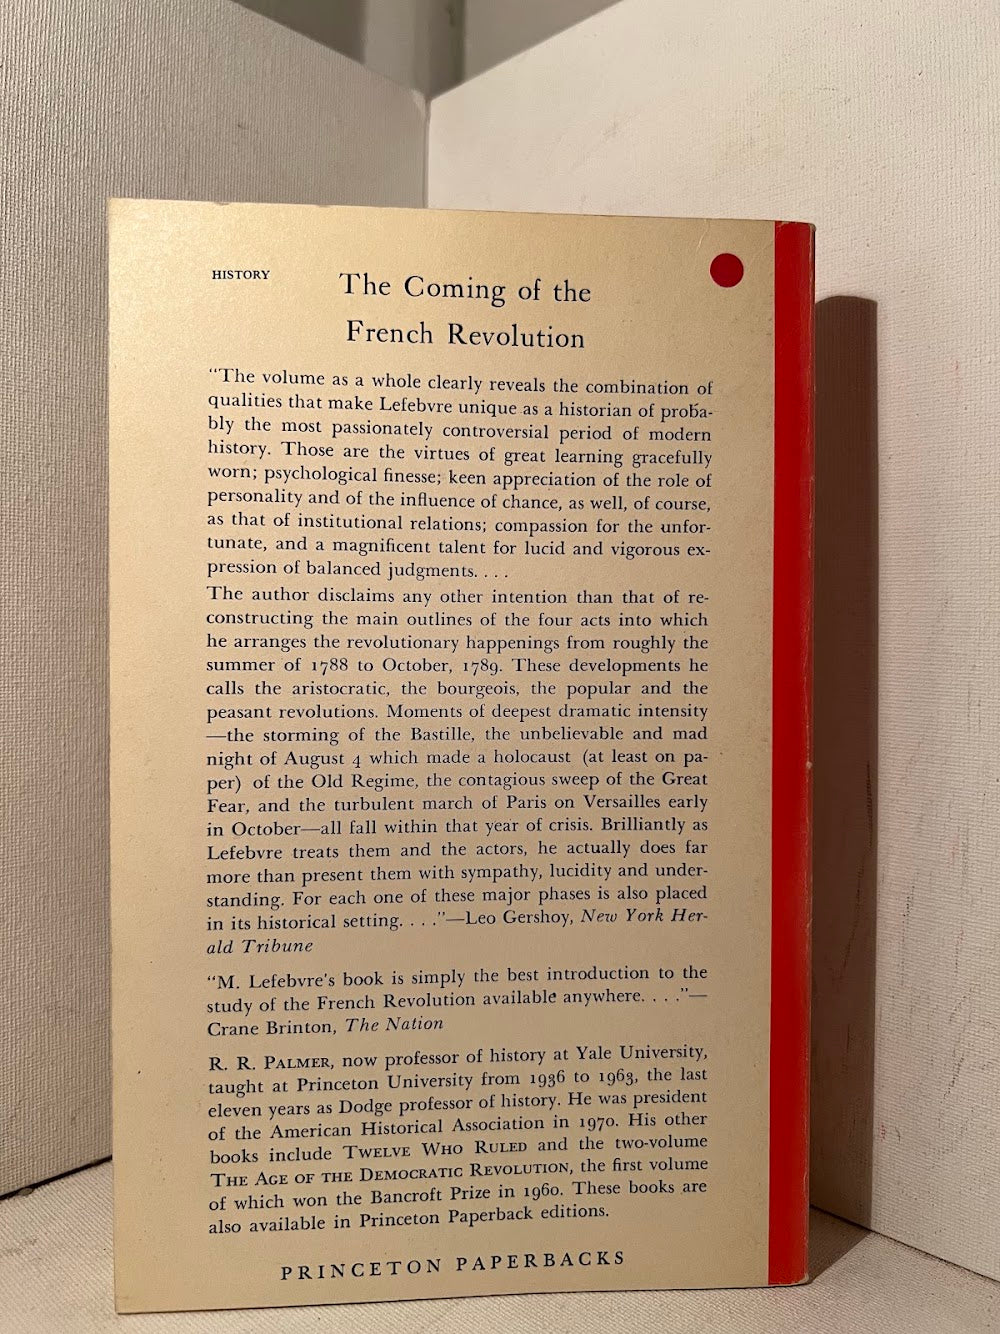 HISTORY
The Coming of the
French Revolution
“The volume as a whole clearly reveals the combination of
qualities that make Lefebvre unique as a historian of proba-
bly the most passionately controversial period of modern
history. Those are the virtues of great learning gracefully
worn; psychological finesse; keen appreciation of the role of
personality and of the influence of chance, as well, of course,
as that of institutional relations; compassion for the unfor-
tunate, and a magnificent talent for lucid and vigorous ex-
pression of balanced judgments. . . .
The author disclaims any other intention than that of re-
constructing the main outlines of the four acts into which
he arranges the revolutionary happenings from roughly the
summer of 1788 to October, 1789. These developments he
calls the aristocratic, the bourgeois, the popular and the
peasant revolutions. Moments of deepest dramatic intensity
—the storming of the Bastille, the unbelievable and mad
night of August 4 which made a holocaust (at least on pa-
per) of the Old Regime, the contagious sweep of the Great
Fear, and the turbulent march of Paris on Versailles early
in October—all fall within that year of crisis. Brilliantly as
Lefebvre treats them and the actors, he actually does far
more than present them with sympathy, lucidity and under-
standing. For each one of these major phases is also placed
in its historical setting. . . .”—Leo Gershoy, New York Her-
ald Tribune
“M. Lefebvre's book is simply the best introduction to the
study of the French Revolution available anywhere. . . .”—
Crane Brinton, The Nation
R. R. PALMER, now professor of history at Yale University,
taught at Princeton University from 1936 to 1963, the last
eleven years as Dodge professor of history. He was president
of the American Historical Association in 1970. His other
books include TWELVE WHO RULED and the two-volume
THE AGE OF THE DEMOCRATIC REVOLUTION, the first volume
of which won the Bancroft Prize in 1960. These books are
also available in Princeton Paperback editions.
PRINCETON PAPERBACKS